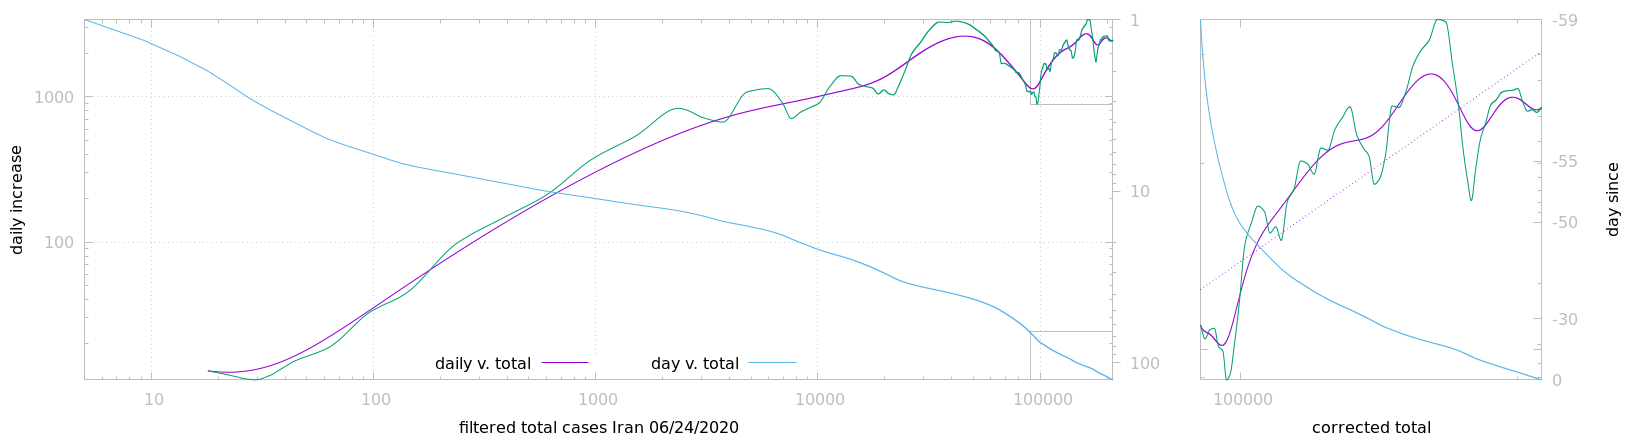 daily increase
1000
100
daily v. total
day v. total
10
100
1000
10000
100000
filtered total cases Iran 06/24/2020
1
10
100
100000
corrected total
-59
-55
-50
-30
0
day since